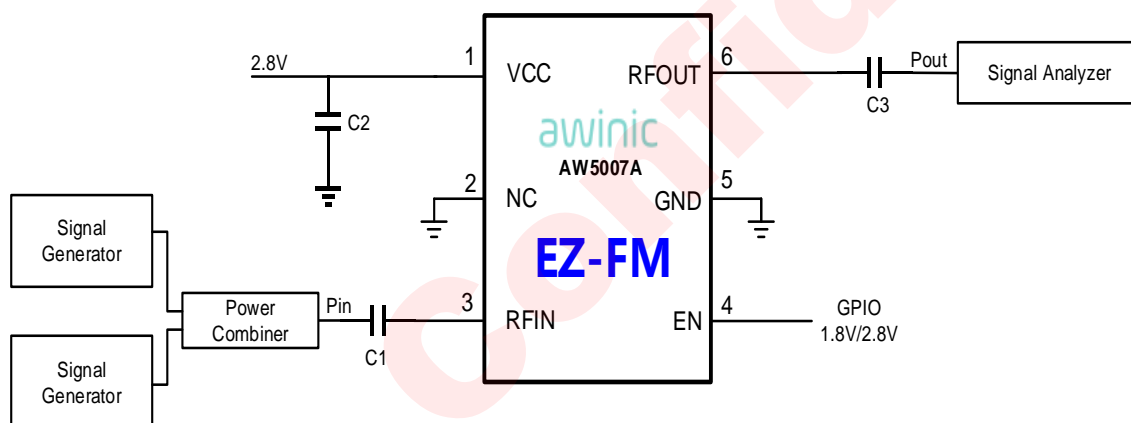 2.8V
1
VCC
C2
awinic
AW5007A
RFOUT
6
C3
Pout
Signal Analyzer
2
NC
GND
5
EZ-FM
Signal
Generator
Power
Combiner
Pin
C1
3
RFIN
EN
4
GPIO
1.8V/2.8V
Signal
Generator
Confid